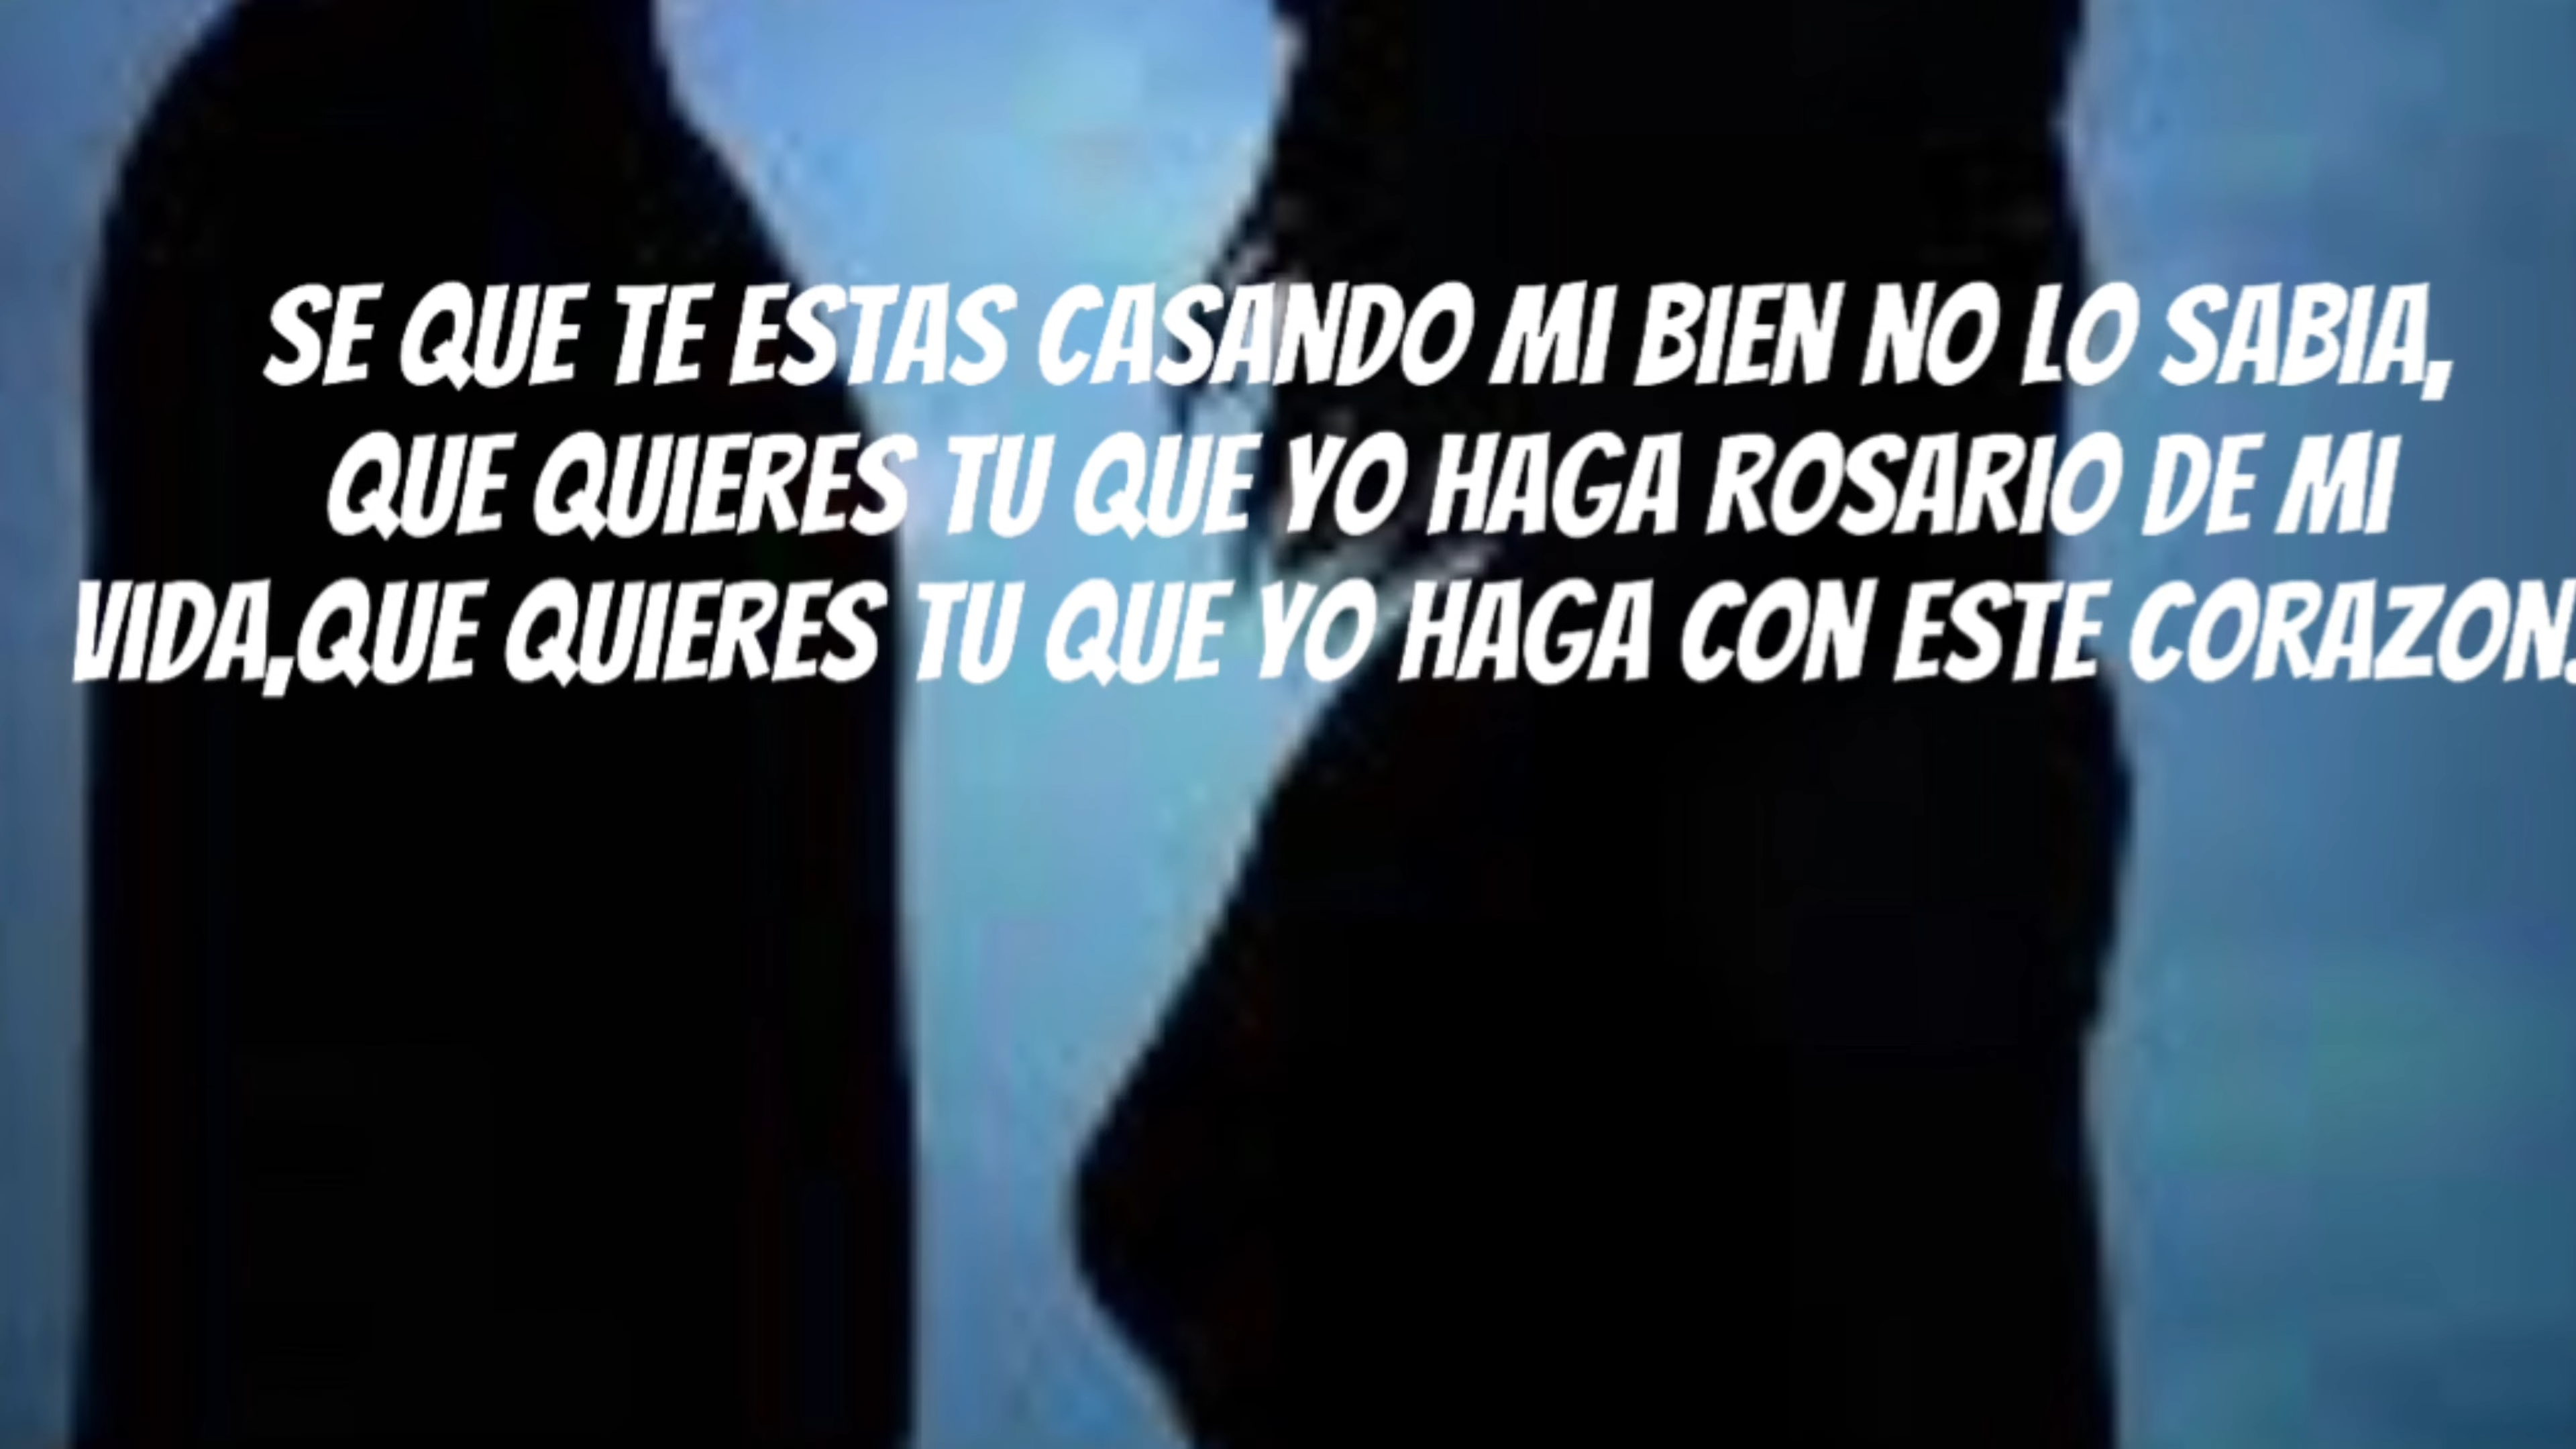 SE QUE TE ESTAS CASANDO MI BIEN NO LO SABIA,
QUE QUIERES TU QUE YO HAGA ROSARIO DE MI
VIDA,QUE QUIERES TU QUE YO HAGA CON ESTE CORAZON.